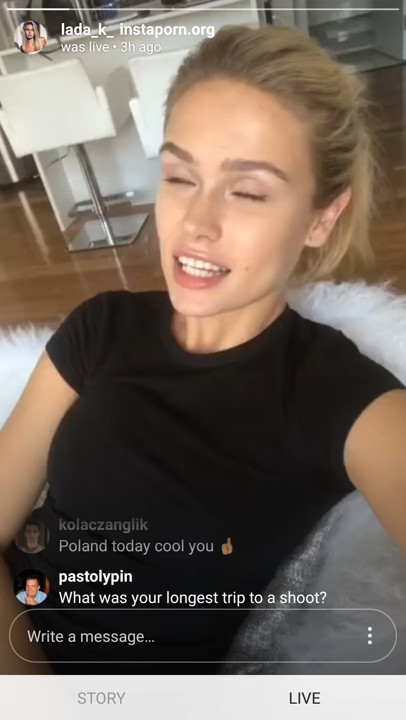 lada_k_ instaporn.org
was live • 3h ago
kolaczanglik
Poland today cool you ☝🏾
pastolypin
What was your longest trip to a shoot?
Write a message…
STORY
LIVE